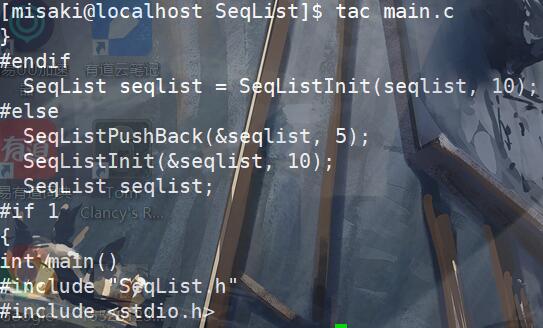 [misaki@localhost SeqList]$ tac main.c
}
#endif
  SeqList seqlist = SeqListInit(seqlist, 10);
#else
  SeqListPushBack(&seqlist, 5);
  SeqListInit(&seqlist, 10);
  SeqList seqlist;
#if 1
Clancy's R...
{
int main()
#include "SeqList.h"
#include <stdio.h>